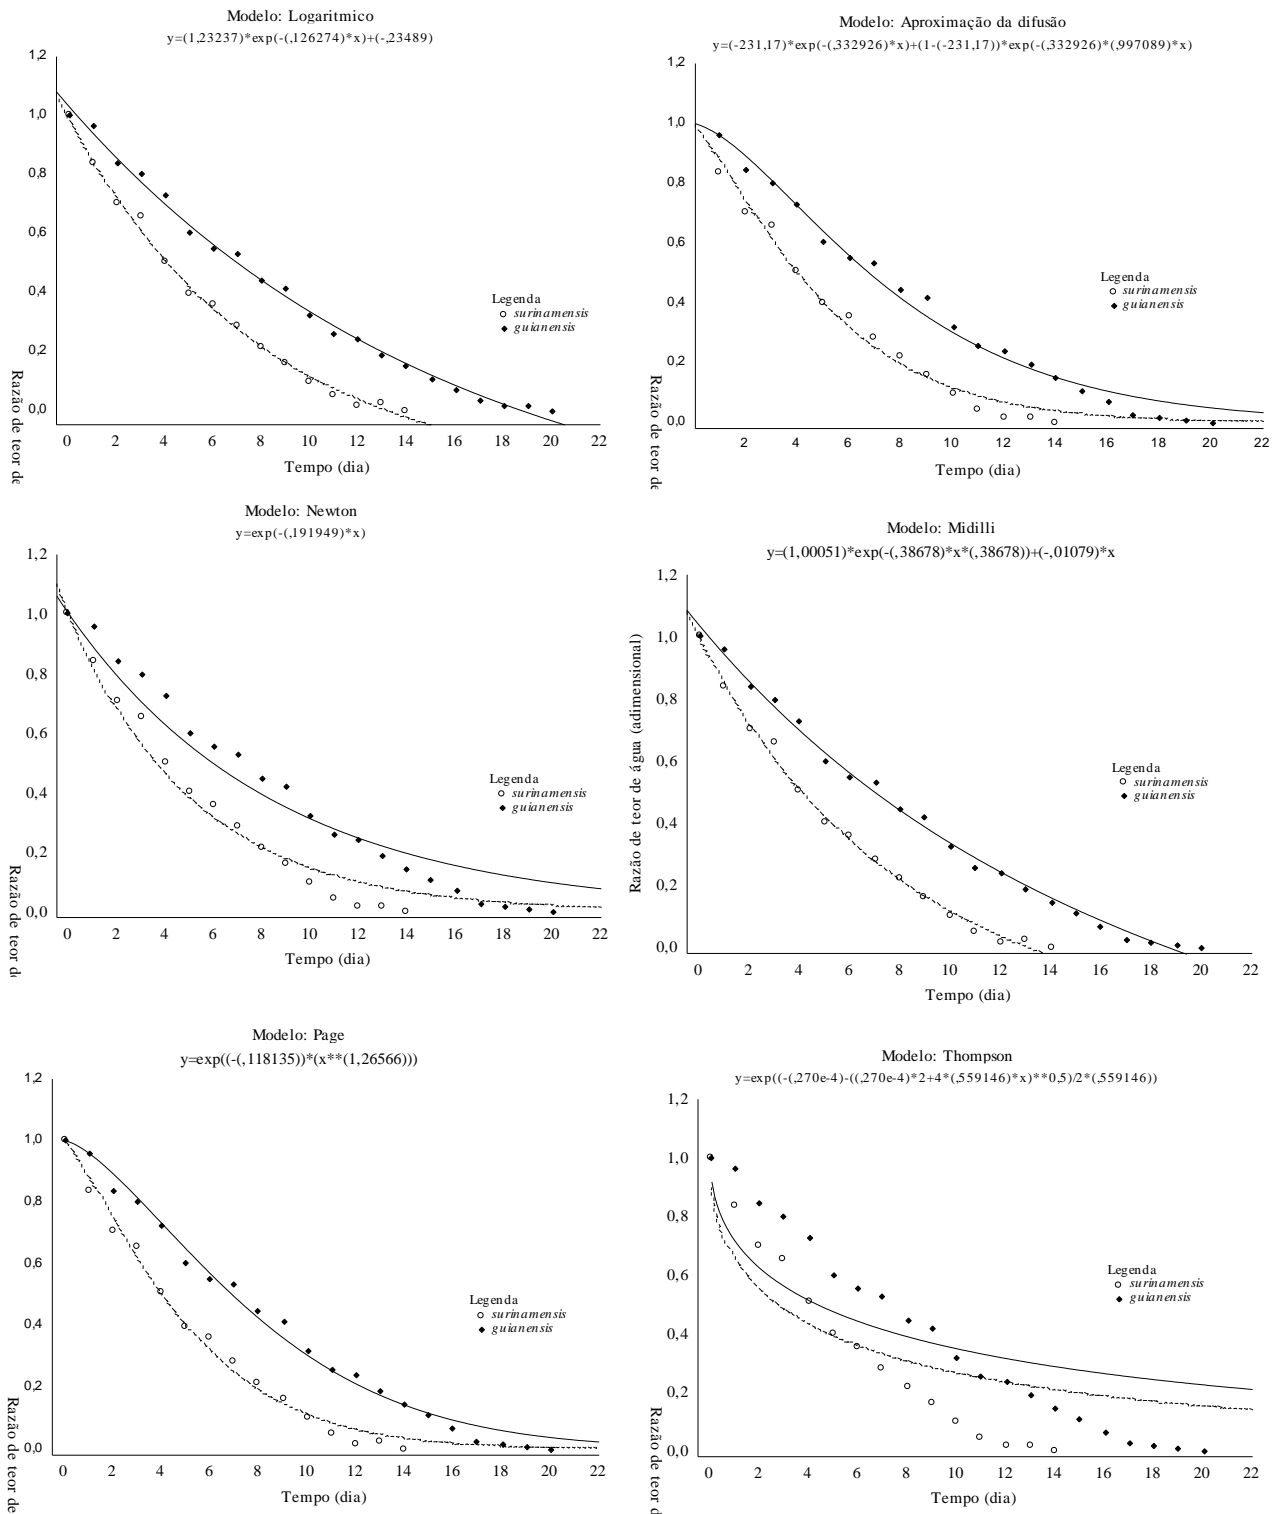 Modelo: Logaritmico
y=(1,23237)*exp(-(,126274)*x)+(-,23489)
1,2
1,0
0,8
0,6
0,4
0,2
0,0
Razão de teor de
Legenda
surinamensis
guianensis
0 2 4 6 8 10 12 14 16 18 20 22
Tempo (dia)
Modelo: Aproximação da difusão
y=(-231,17)*exp(-(,332926)*x)+(1-(-231,17))*exp(-(,332926)*(,997089)*x)
1,2
1,0
0,8
0,6
0,4
0,2
0,0
Razão de teor de
Legenda
surinamensis
guianensis
2 4 6 8 10 12 14 16 18 20 22
Tempo (dia)
Modelo: Newton
y=exp(-(,191949)*x)
1,2
1,0
0,8
0,6
0,4
0,2
0,0
Razão de teor de
Legenda
surinamensis
guianensis
0 2 4 6 8 10 12 14 16 18 20 22
Tempo (dia)
Modelo: Midilli
y=(1,00051)*exp(-(,38678)*x*(,38678))+(-,01079)*x
1,2
1,0
0,8
0,6
0,4
0,2
0,0
Razão de teor de água (adimensional)
Legenda
surinamensis
guianensis
0 2 4 6 8 10 12 14 16 18 20 22
Tempo (dia)
Modelo: Page
y=exp((-(,118135))*(x**(1,26566)))
1,2
1,0
0,8
0,6
0,4
0,2
0,0
Razão de teor de
Legenda
surinamensis
guianensis
0 2 4 6 8 10 12 14 16 18 20 22
Tempo (dia)
Modelo: Thompson
y=exp((-(,270e-4)-((,270e-4)*2+4*(,559146)*x)**0,5)/2*(,559146))
1,2
1,0
0,8
0,6
0,4
0,2
0,0
Razão de teor d
Legenda
surinamensis
guianensis
0 2 4 6 8 10 12 14 16 18 20 22
Tempo (dia)